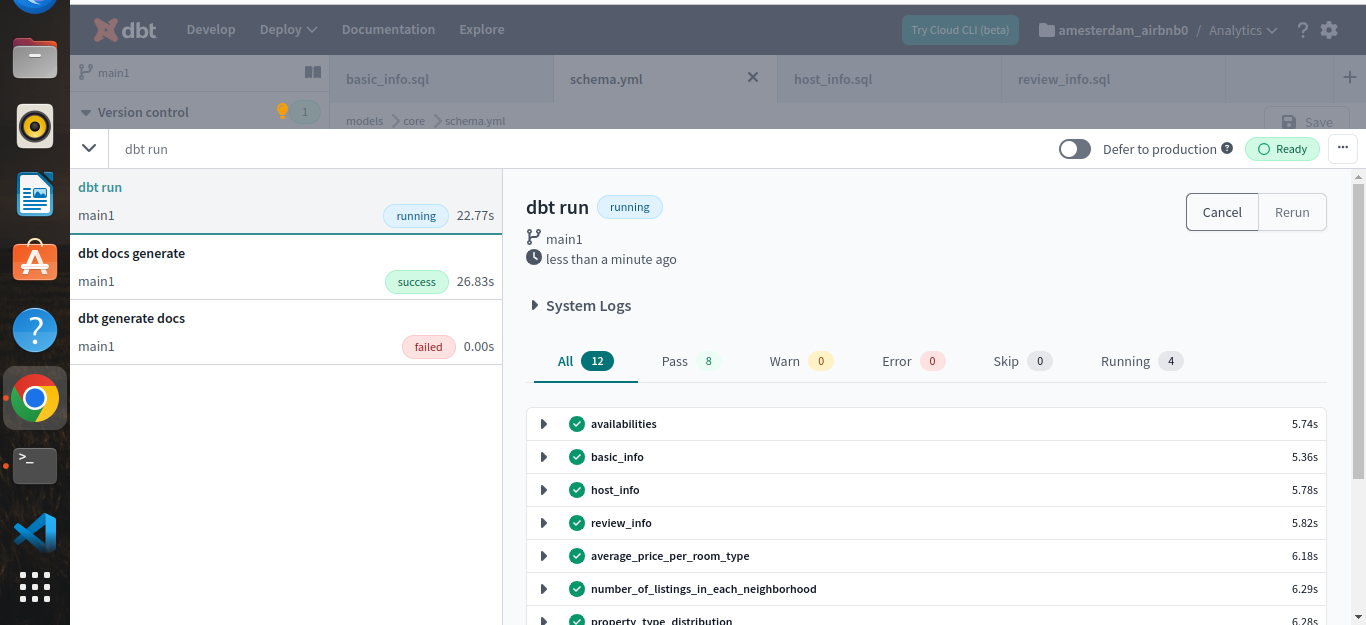 dbt Develop Deploy Documentation Explore Try Cloud CLI (beta) amesterdam_airbnb0 / Analytics ?
main1 basic_info.sql schema.yml host_info.sql review_info.sql
Version control 1 models core schema.yml Save
dbt run Defer to production ? Ready ...
dbt run
main1 running 22.77s
dbt docs generate
main1 success 26.83s
dbt generate docs
main1 failed 0.00s
dbt run running Cancel Rerun
main1
less than a minute ago
System Logs
All 12 Pass 8 Warn 0 Error 0 Skip 0 Running 4
availabilities 5.74s
basic_info 5.36s
host_info 5.78s
review_info 5.82s
average_price_per_room_type 6.18s
number_of_listings_in_each_neighborhood 6.29s
property_type_distribution 6.28s
?
>_